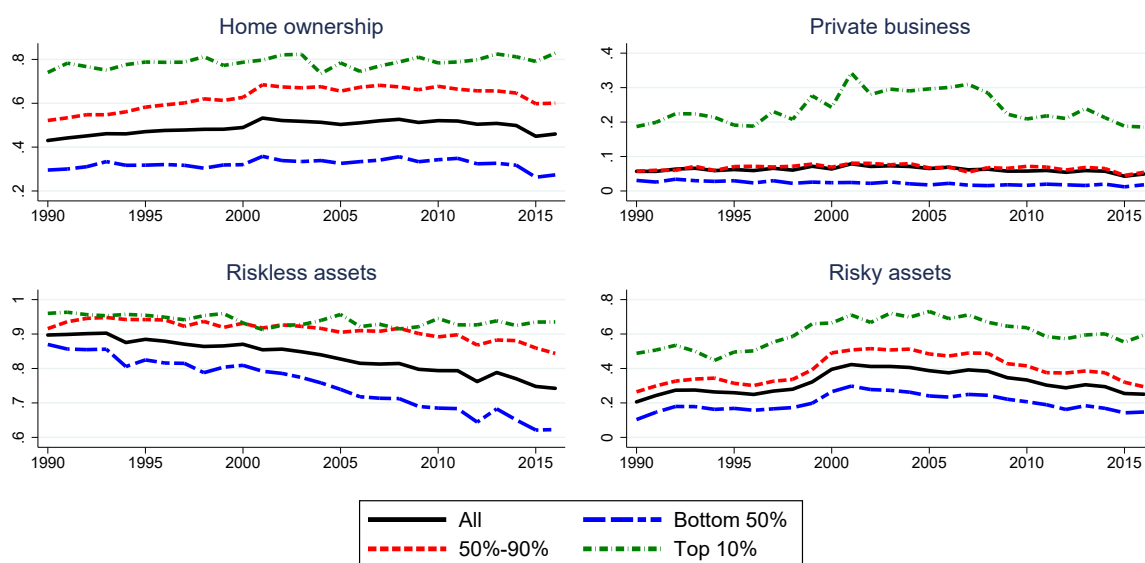 Home ownership
.8
.6
.4
.2
1990 1995 2000 2005 2010 2015
Private business
.4
.3
.2
.1
0
1990 1995 2000 2005 2010 2015
Riskless assets
1
.9
.8
.7
.6
1990 1995 2000 2005 2010 2015
Risky assets
.8
.6
.4
.2
0
1990 1995 2000 2005 2010 2015
All Bottom 50%
50%-90% Top 10%